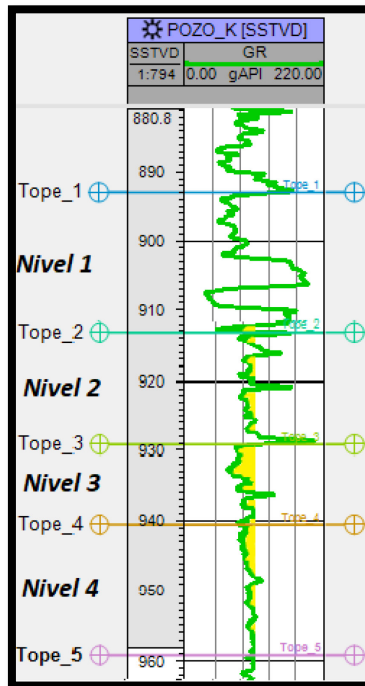 POZO_K [SSTVD]
SSTVD GR
1:794 0.00 gAPI 220.00
880.8
890
Tope_1 Tope_1
900
Nivel 1
910
Tope_2 Tope_2
920
Nivel 2
Tope_3 Tope_3
930
Nivel 3
940
Tope_4 Tope_4
950
Nivel 4
Tope_5 Tope_5
960